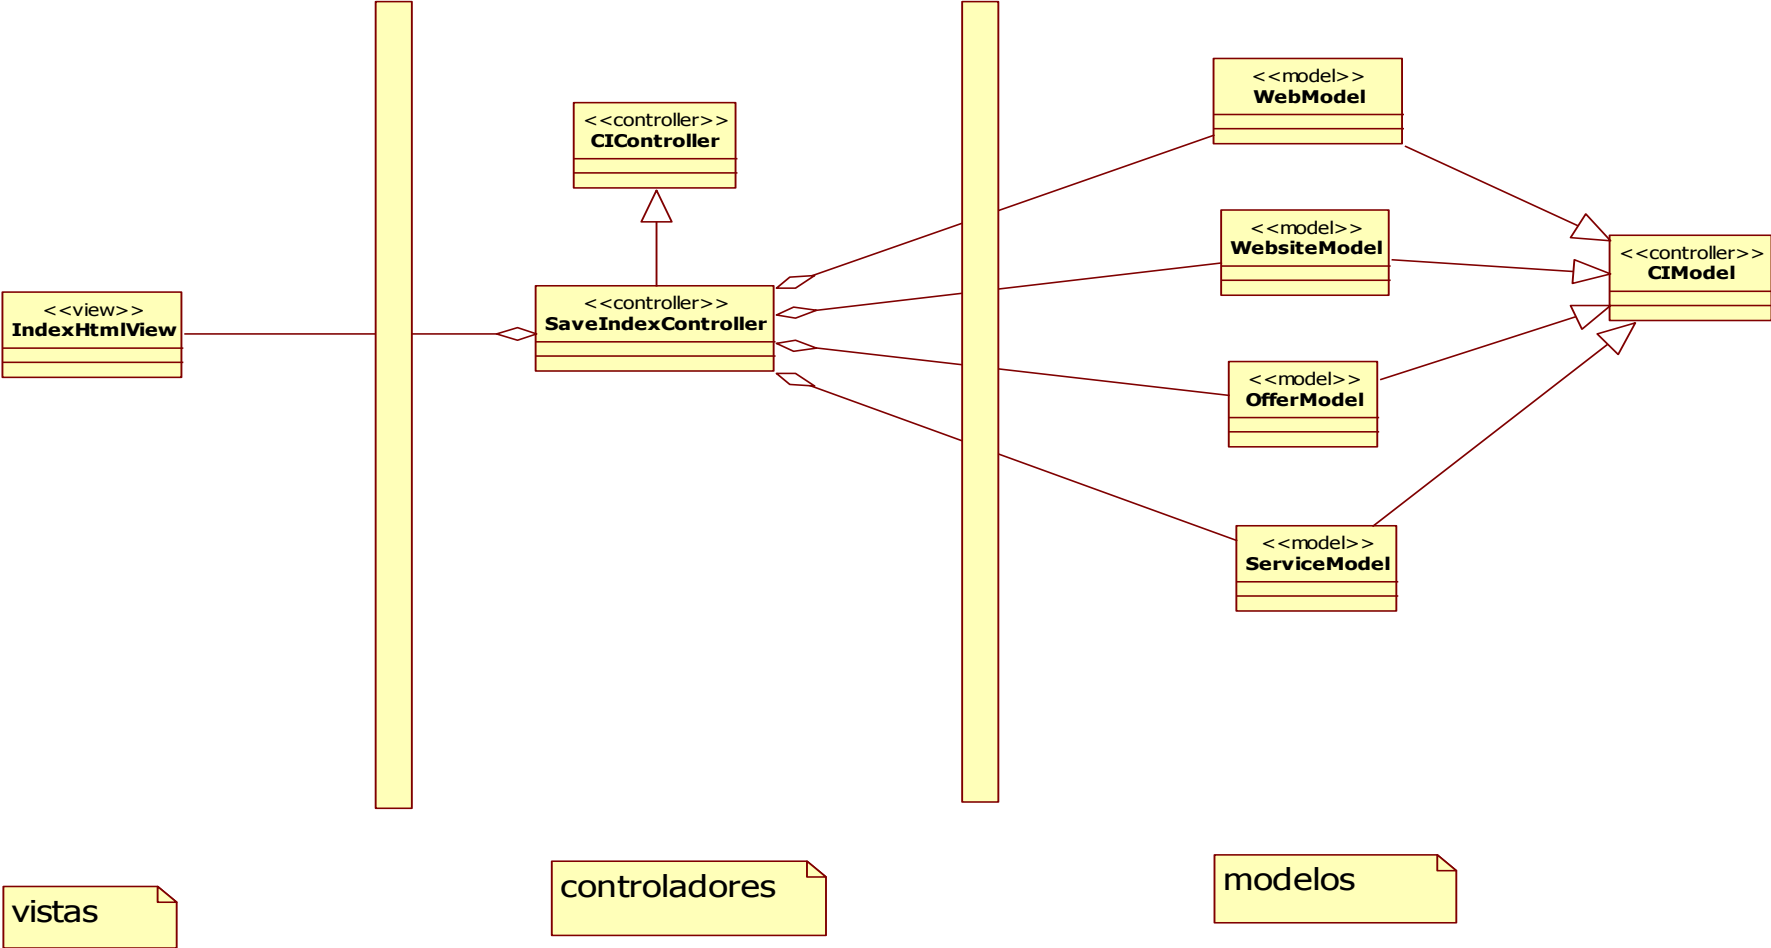 <<view>>
IndexHtmlView
<<controller>>
CIController
<<controller>>
SaveIndexController
<<model>>
WebModel
<<model>>
WebsiteModel
<<model>>
OfferModel
<<model>>
ServiceModel
<<controller>>
CIModel
vistas
controladores
modelos